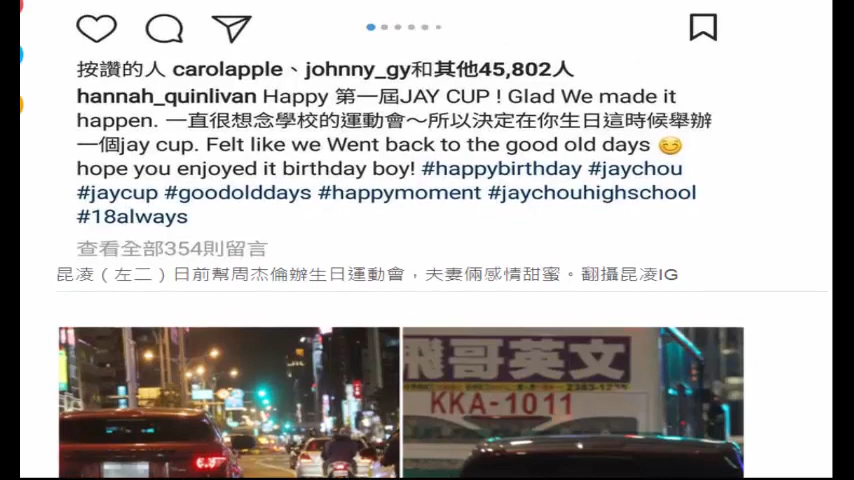 按讚的人 carolapple、johnny_gy和其他45,802人
hannah_quinlivan Happy 第一屆JAY CUP ! Glad We made it
happen. 一直很想念學校的運動會～所以決定在你生日這時候舉辦
一個jay cup. Felt like we Went back to the good old days 😊
hope you enjoyed it birthday boy! #happybirthday #jaychou
#jaycup #goodolddays #happymoment #jaychouhighschool
#18always
查看全部354則留言
昆凌（左二）日前幫周杰倫辦生日運動會，夫妻倆感情甜蜜。翻攝昆凌IG
飛哥英文
KKA-1011